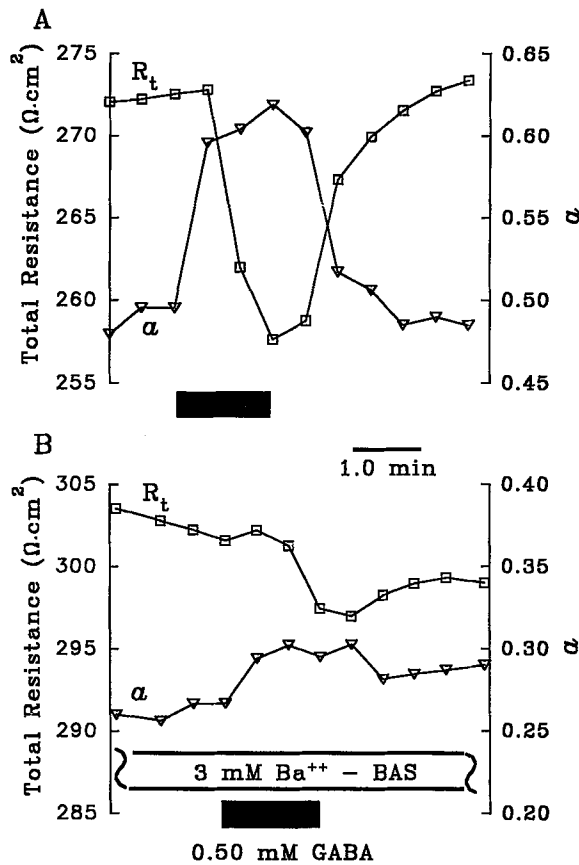 A
275
270
265
260
255
Total Resistance (Ω·cm²)
R_t
a
0.65
0.60
0.55
0.50
0.45
a
B
1.0 min
305
300
295
290
285
Total Resistance (Ω·cm²)
R_t
a
0.40
0.35
0.30
0.25
0.20
a
3 mM Ba⁺⁺ – BAS
0.50 mM GABA